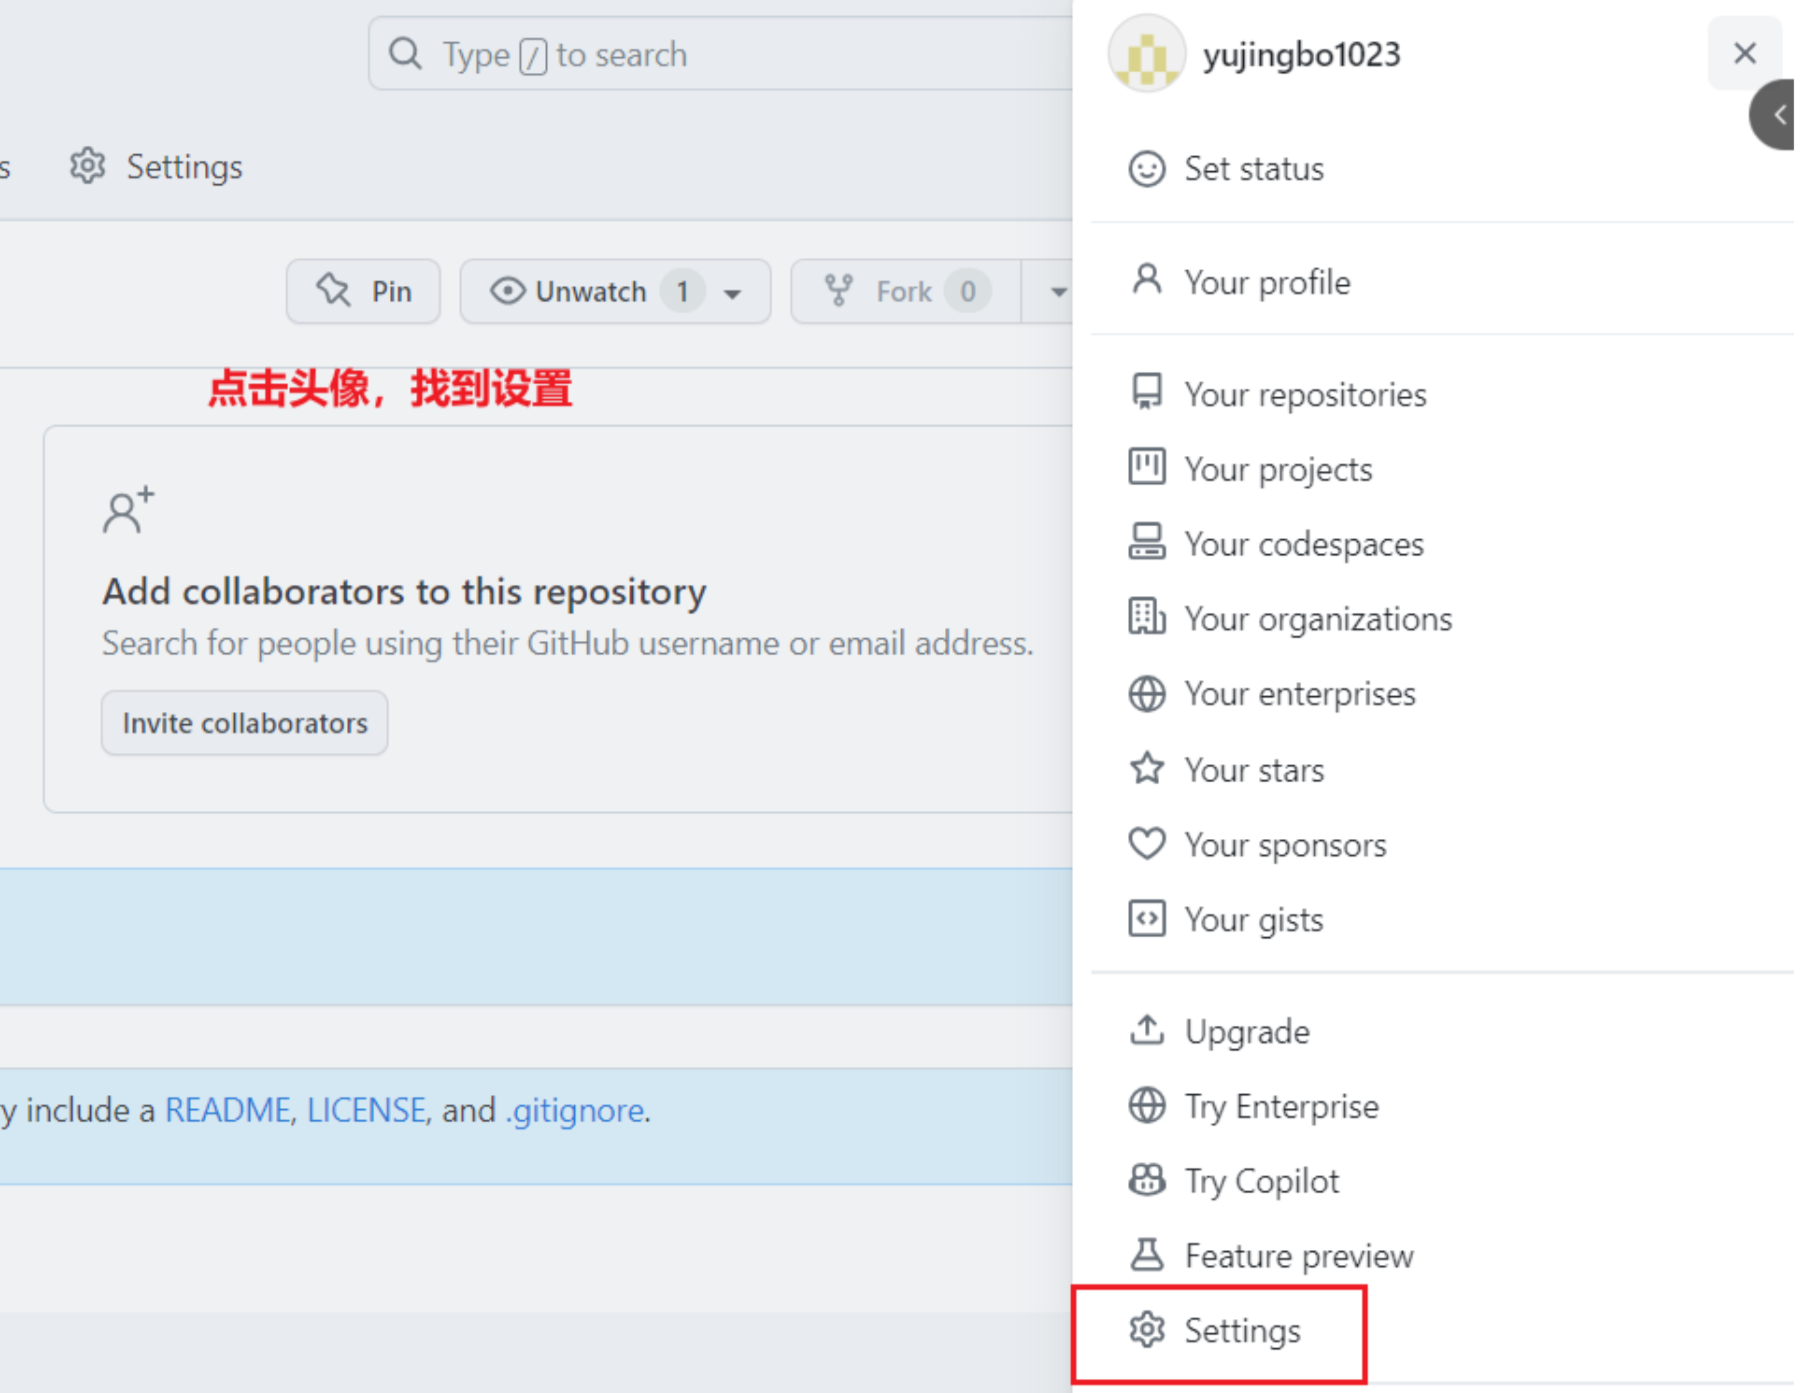 Type / to search
s
Settings
Pin
Unwatch 1
Fork 0
点击头像，找到设置
Add collaborators to this repository
Search for people using their GitHub username or email address.
Invite collaborators
y include a README, LICENSE, and .gitignore.
yujingbo1023
Set status
Your profile
Your repositories
Your projects
Your codespaces
Your organizations
Your enterprises
Your stars
Your sponsors
Your gists
Upgrade
Try Enterprise
Try Copilot
Feature preview
Settings